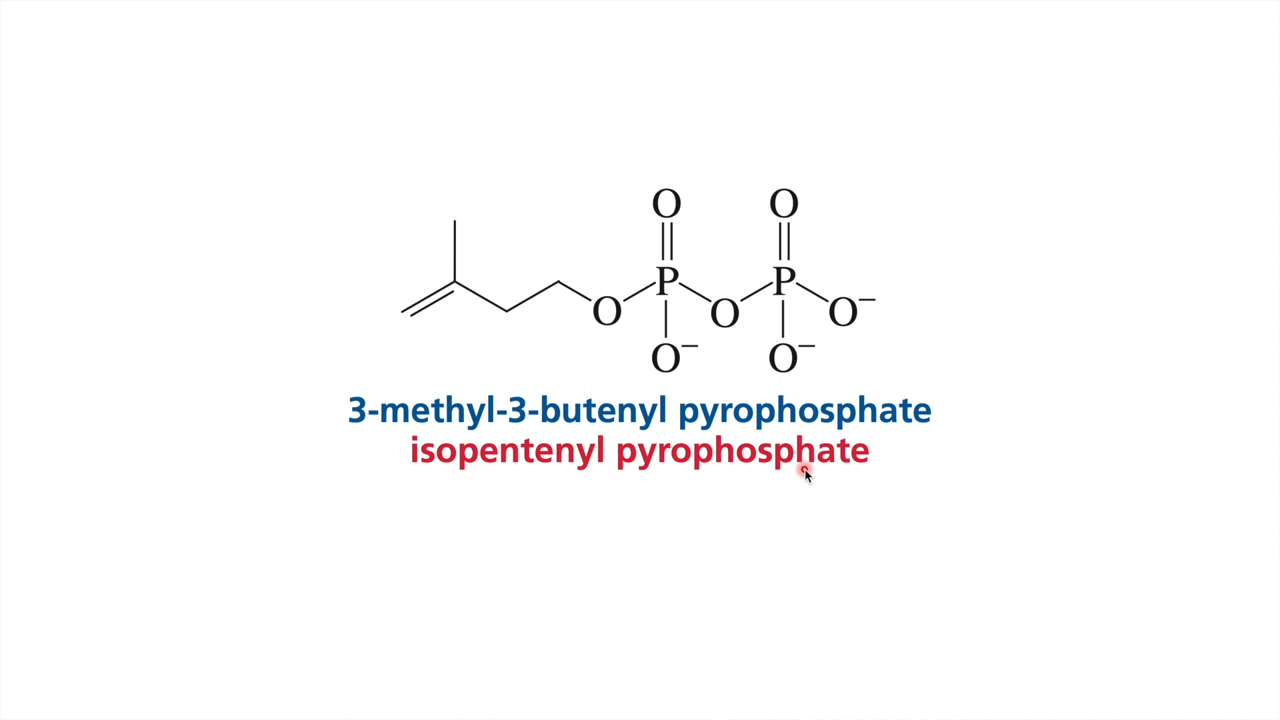 O O
P P
O O O⁻
O⁻ O⁻
3-methyl-3-butenyl pyrophosphate
isopentenyl pyrophosphate